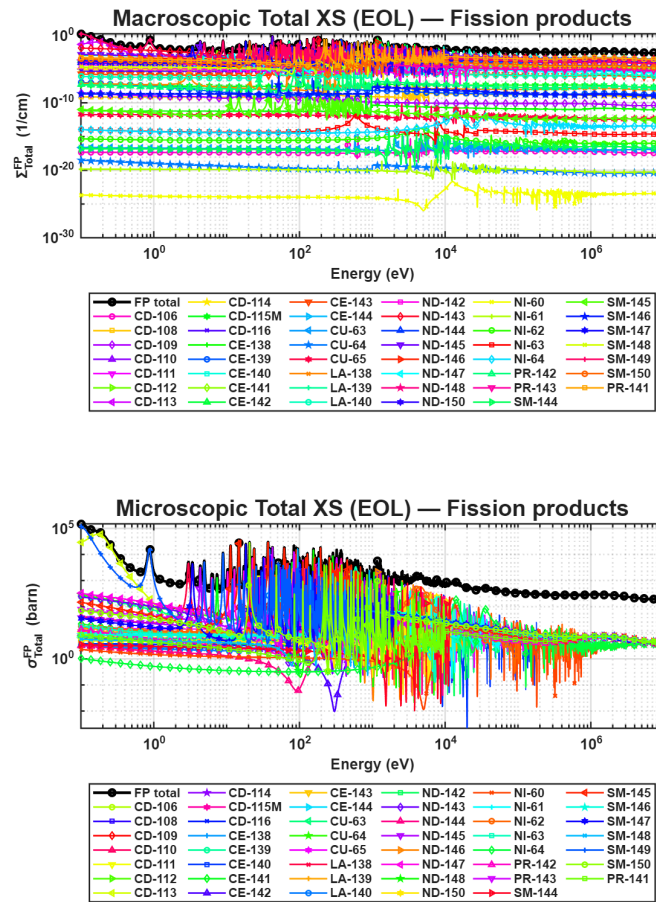 Macroscopic Total XS (EOL) — Fission products
10^0
10^-10
10^-20
10^-30
Σ^FP_Total (1/cm)
10^0 10^2 10^4 10^6
Energy (eV)
FP total CD-114 CE-143 ND-142 NI-60 SM-145
CD-106 CD-115M CE-144 ND-143 NI-61 SM-146
CD-108 CD-116 CU-63 ND-144 NI-62 SM-147
CD-109 CE-138 CU-64 ND-145 NI-63 SM-148
CD-110 CE-139 CU-65 ND-146 NI-64 SM-149
CD-111 CE-140 LA-138 ND-147 PR-142 SM-150
CD-112 CE-141 LA-139 ND-148 PR-143 PR-141
CD-113 CE-142 LA-140 ND-150 SM-144
Microscopic Total XS (EOL) — Fission products
10^5
10^0
σ^FP_Total (barn)
10^0 10^2 10^4 10^6
Energy (eV)
FP total CD-114 CE-143 ND-142 NI-60 SM-145
CD-106 CD-115M CE-144 ND-143 NI-61 SM-146
CD-108 CD-116 CU-63 ND-144 NI-62 SM-147
CD-109 CE-138 CU-64 ND-145 NI-63 SM-148
CD-110 CE-139 CU-65 ND-146 NI-64 SM-149
CD-111 CE-140 LA-138 ND-147 PR-142 SM-150
CD-112 CE-141 LA-139 ND-148 PR-143 PR-141
CD-113 CE-142 LA-140 ND-150 SM-144